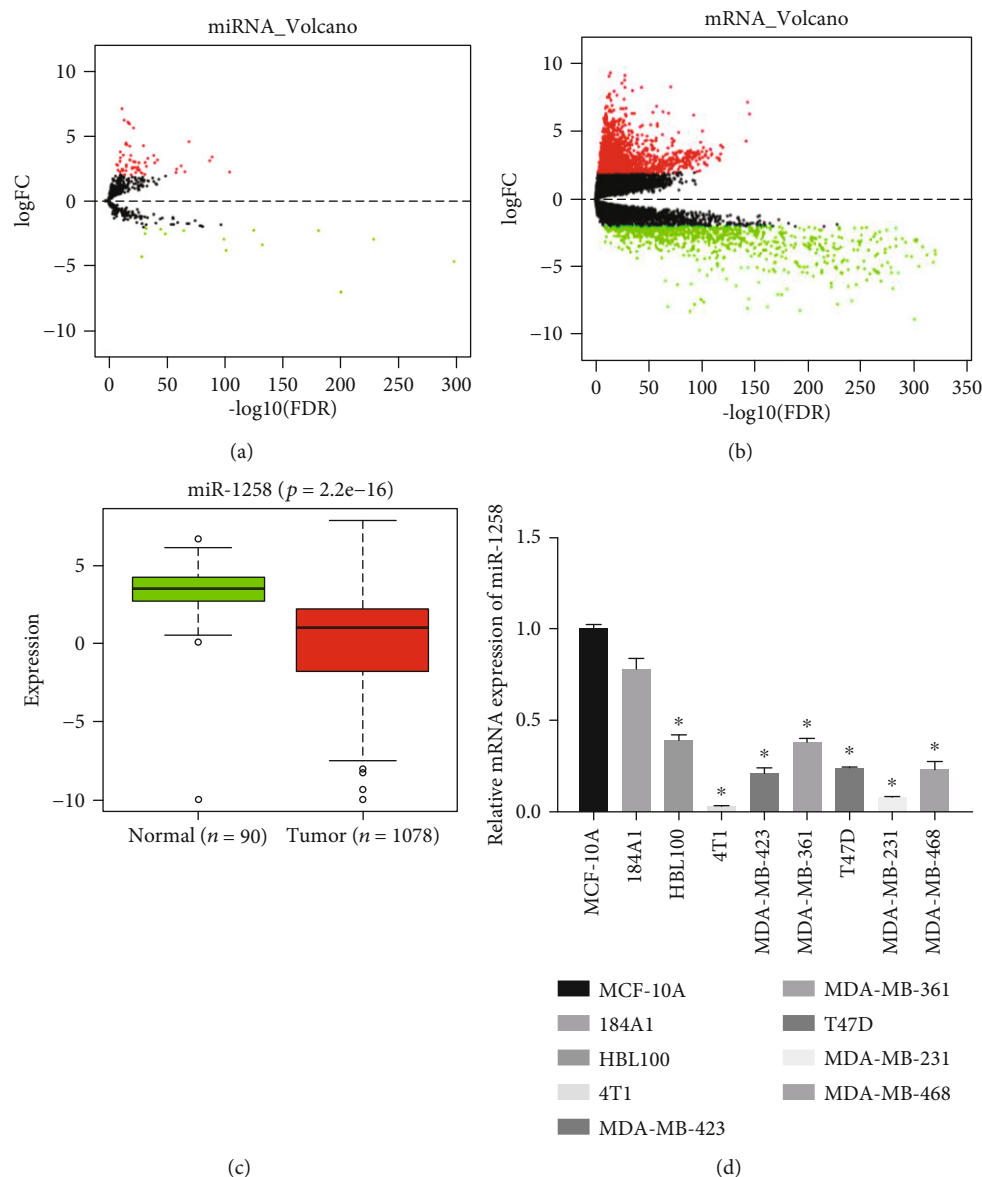 miRNA_Volcano
10
5
0
−5
−10
logFC
0 50 100 150 200 250 300
-log10(FDR)
(a)
mRNA_Volcano
10
5
0
−5
−10
logFC
0 50 100 150 200 250 300 350
-log10(FDR)
(b)
miR-1258 (p = 2.2e−16)
5
0
−5
−10
Expression
Normal (n = 90) Tumor (n = 1078)
(c)
Relative mRNA expression of miR-1258
1.5
1.0
0.5
0.0
* * * * * * *
MCF-10A
184A1
HBL100
4T1
MDA-MB-423
MDA-MB-361
T47D
MDA-MB-231
MDA-MB-468
MCF-10A
184A1
HBL100
4T1
MDA-MB-423
MDA-MB-361
T47D
MDA-MB-231
MDA-MB-468
(d)